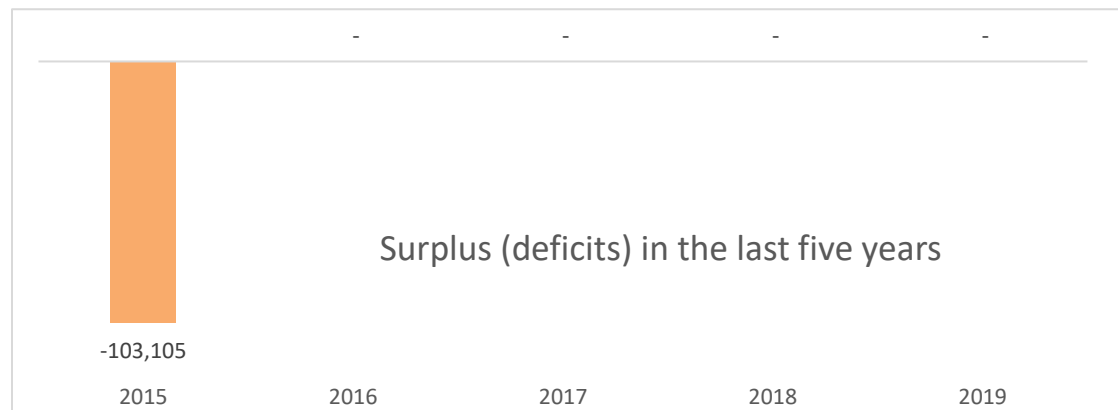 - - - -
Surplus (deficits) in the last five years
-103,105
2015 2016 2017 2018 2019